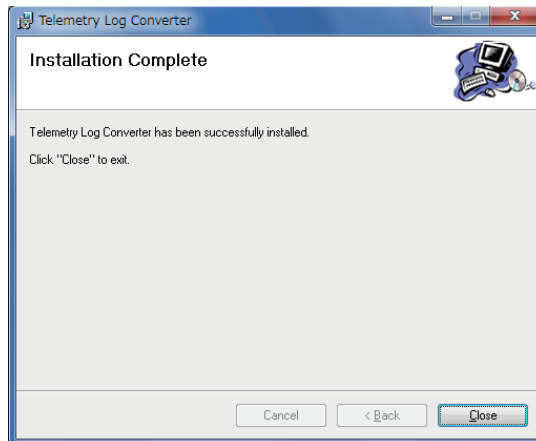 Telemetry Log Converter
Installation Complete
Telemetry Log Converter has been successfully installed.
Click "Close" to exit.
Cancel
< Back
Close